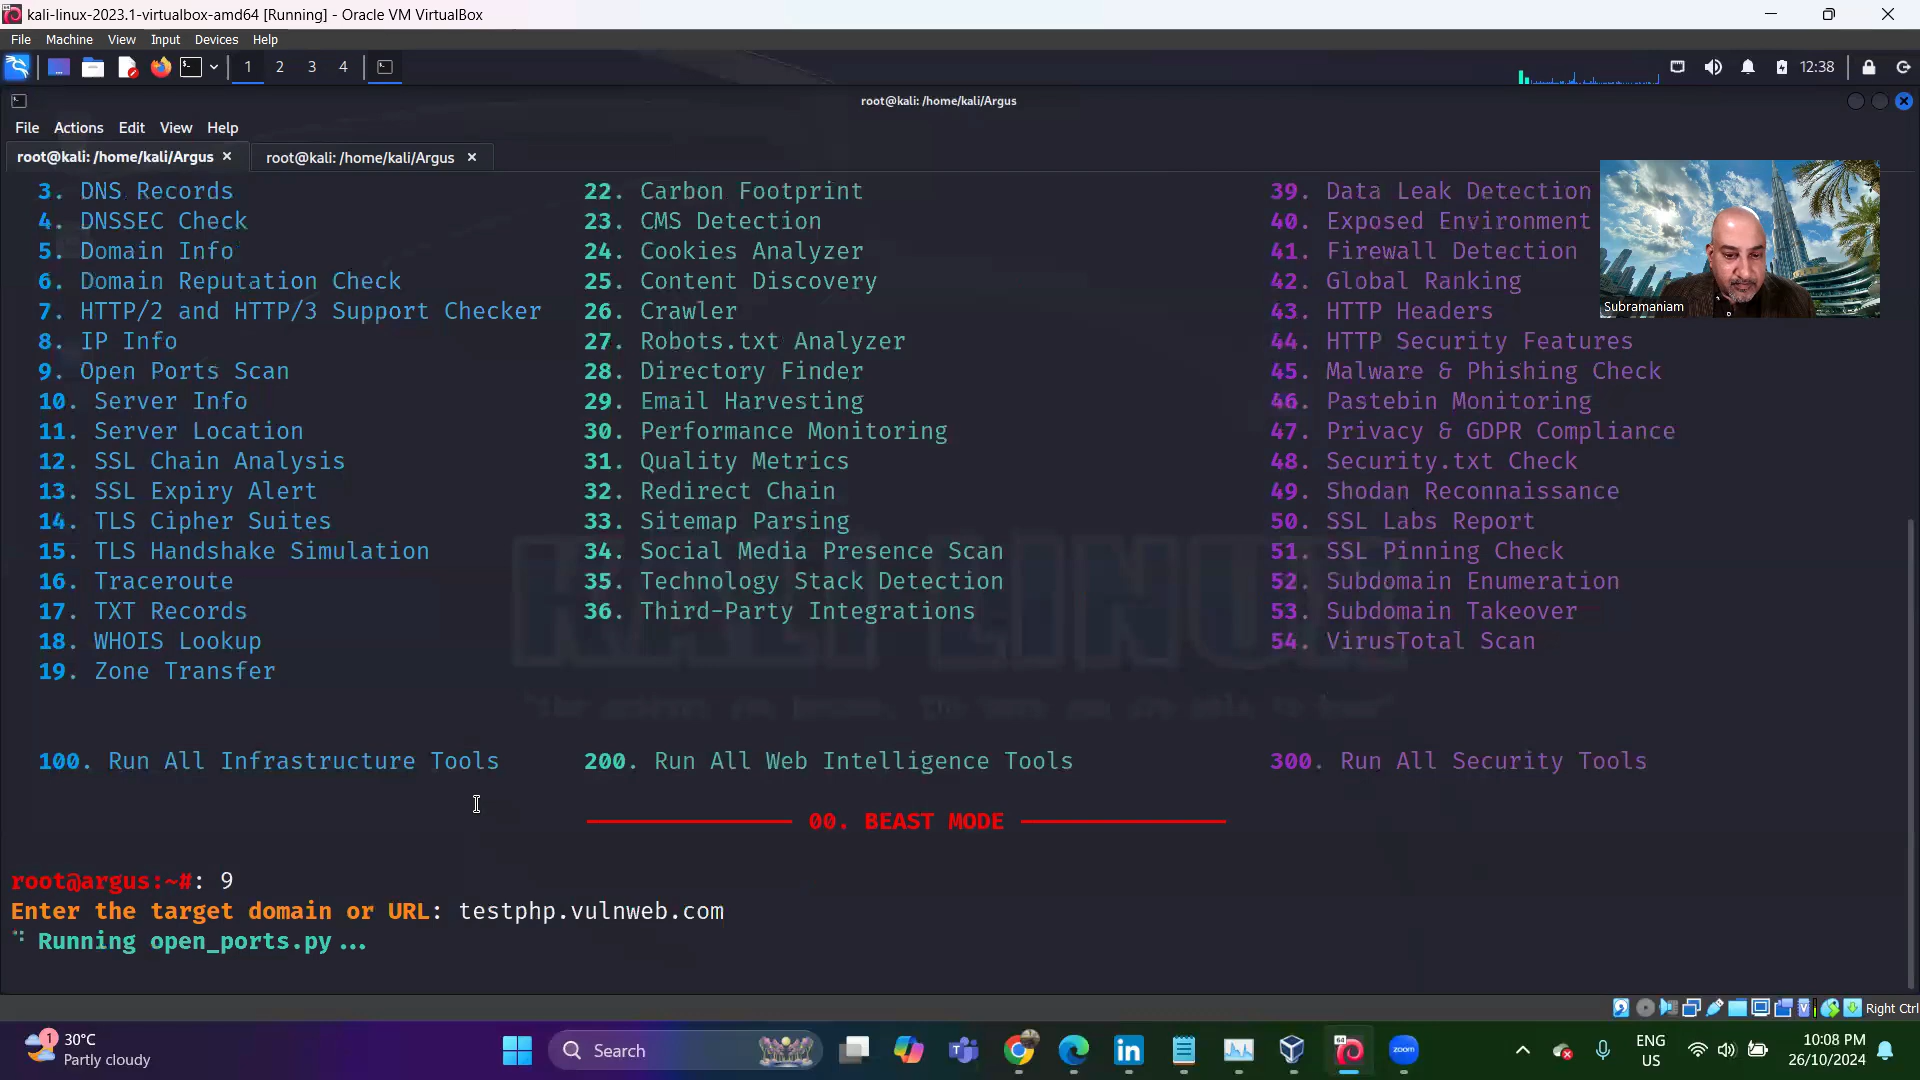 kali-linux-2023.1-virtualbox-amd64 [Running] - Oracle VM VirtualBox
File Machine View Input Devices Help
1 2 3 4 12:38
root@kali: /home/kali/Argus
File Actions Edit View Help
root@kali: /home/kali/Argus × root@kali: /home/kali/Argus ×
3. DNS Records 22. Carbon Footprint 39. Data Leak Detection
4. DNSSEC Check 23. CMS Detection 40. Exposed Environment
5. Domain Info 24. Cookies Analyzer 41. Firewall Detection
6. Domain Reputation Check 25. Content Discovery 42. Global Ranking
7. HTTP/2 and HTTP/3 Support Checker 26. Crawler 43. HTTP Headers
Subramaniam
8. IP Info 27. Robots.txt Analyzer 44. HTTP Security Features
9. Open Ports Scan 28. Directory Finder 45. Malware & Phishing Check
10. Server Info 29. Email Harvesting 46. Pastebin Monitoring
11. Server Location 30. Performance Monitoring 47. Privacy & GDPR Compliance
12. SSL Chain Analysis 31. Quality Metrics 48. Security.txt Check
13. SSL Expiry Alert 32. Redirect Chain 49. Shodan Reconnaissance
14. TLS Cipher Suites 33. Sitemap Parsing 50. SSL Labs Report
15. TLS Handshake Simulation 34. Social Media Presence Scan 51. SSL Pinning Check
16. Traceroute 35. Technology Stack Detection 52. Subdomain Enumeration
17. TXT Records 36. Third-Party Integrations 53. Subdomain Takeover
18. WHOIS Lookup 54. VirusTotal Scan
19. Zone Transfer
KALI LINUX
100. Run All Infrastructure Tools 200. Run All Web Intelligence Tools 300. Run All Security Tools
00. BEAST MODE
root@argus:~#: 9
Enter the target domain or URL: testphp.vulnweb.com
Running open_ports.py...
Right Ctrl
1 30°C
Partly cloudy
Search
zoom
ENG
US
10:08 PM
26/10/2024